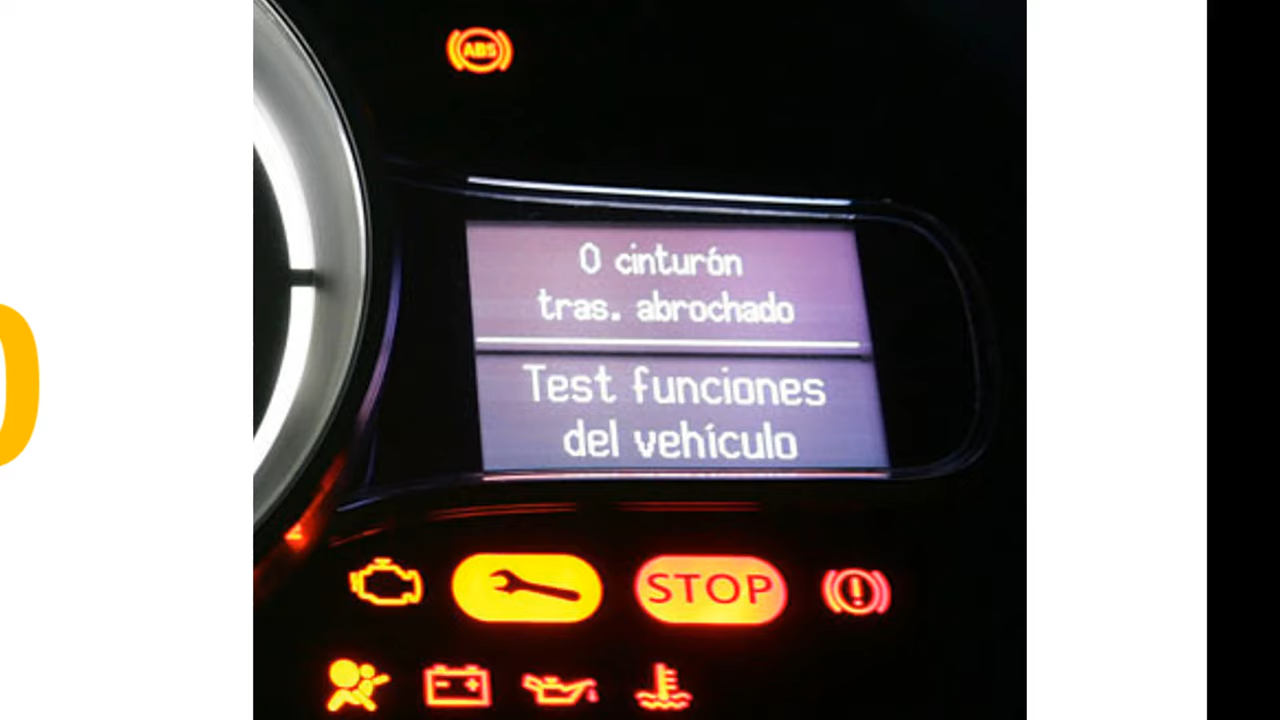 ABS
0 cinturón
tras. abrochado
Test funciones
del vehículo
STOP